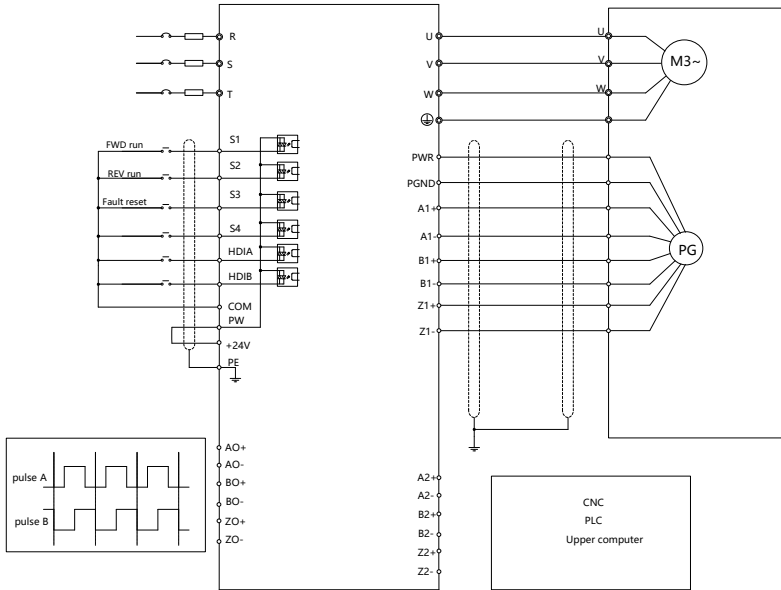 R
S
T
U
V
W
U
V
W
M3~
S1
FWD run
S2
REV run
S3
Fault reset
S4
HDIA
HDIB
COM
PW
+24V
PE
PWR
PGND
A1+
A1-
B1+
B1-
Z1+
Z1-
PG
pulse A
pulse B
AO+
AO-
BO+
BO-
ZO+
ZO-
A2+
A2-
B2+
B2-
Z2+
Z2-
CNC
PLC
Upper computer